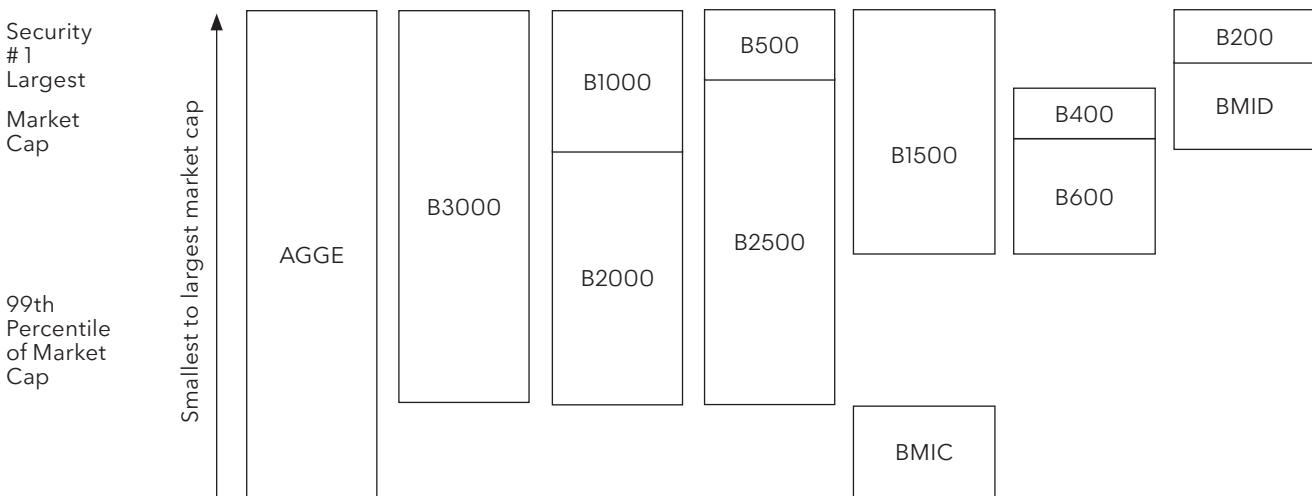 Security
#1
Largest
Market
Cap
99th
Percentile
of Market
Cap
Smallest to largest market cap
AGGE
B3000
B1000
B2000
B500
B2500
B1500
BMIC
B400
B600
B200
BMID